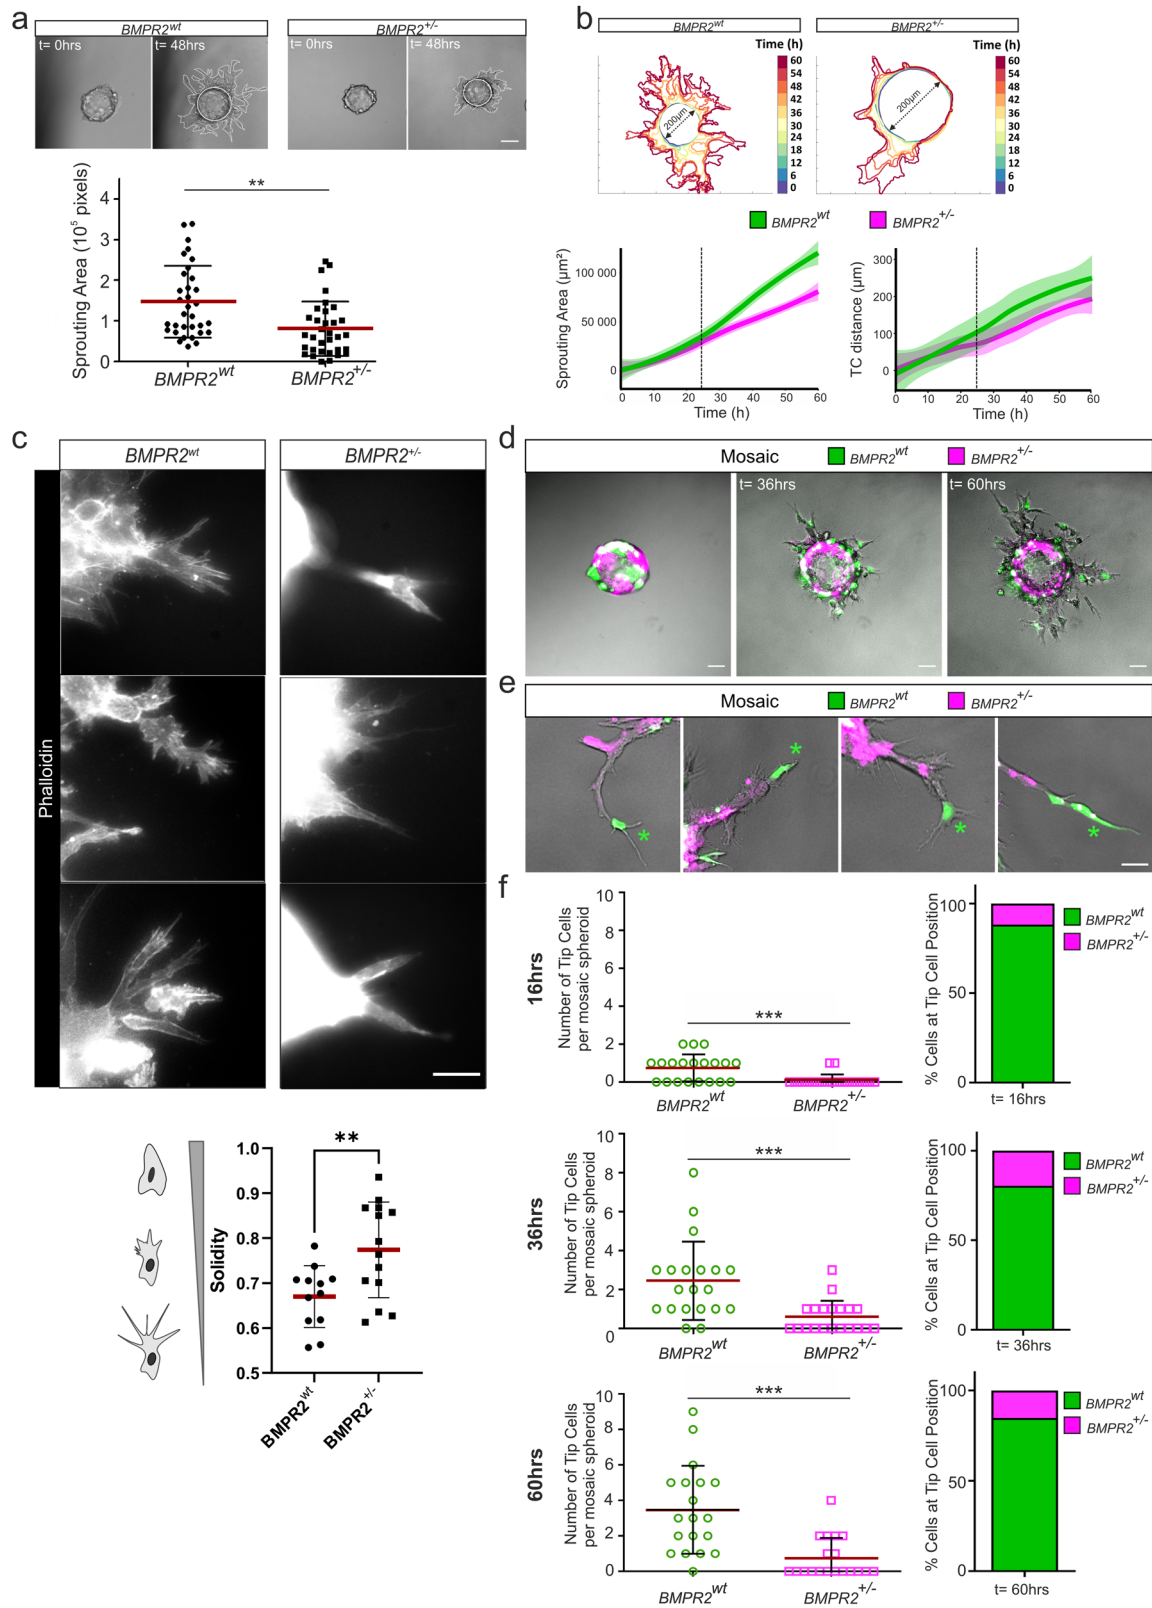 a
BMPR2wt
BMPR2+/-
t= 0hrs
t= 48hrs
t= 0hrs
t= 48hrs
Sprouting Area (10^5 pixels)
4
3
2
1
0
**
BMPR2wt
BMPR2+/-
b
BMPR2wt
BMPR2+/-
Time (h)
60
54
48
42
36
30
24
18
12
6
0
200µm
Time (h)
60
54
48
42
36
30
24
18
12
6
0
200µm
BMPR2wt
BMPR2+/-
Sprouting Area (µm²)
100 000
50 000
0
0 10 20 30 40 50 60
Time (h)
TC distance (µm)
300
200
100
0
0 10 20 30 40 50 60
Time (h)
c
BMPR2wt
BMPR2+/-
Phalloidin
Solidity
1.0
0.9
0.8
0.7
0.6
0.5
**
BMPR2wt
BMPR2+/-
d
Mosaic
BMPR2wt
BMPR2+/-
t= 36hrs
t= 60hrs
e
Mosaic
BMPR2wt
BMPR2+/-
*
*
*
*
f
16hrs
Number of Tip Cells
per mosaic spheroid
10
8
6
4
2
0
***
BMPR2wt
BMPR2+/-
% Cells at Tip Cell Position
100
50
0
t= 16hrs
BMPR2wt
BMPR2+/-
36hrs
Number of Tip Cells
per mosaic spheroid
10
8
6
4
2
0
***
BMPR2wt
BMPR2+/-
% Cells at Tip Cell Position
100
50
0
t= 36hrs
BMPR2wt
BMPR2+/-
60hrs
Number of Tip Cells
per mosaic spheroid
10
8
6
4
2
0
***
BMPR2wt
BMPR2+/-
% Cells at Tip Cell Position
100
50
0
t= 60hrs
BMPR2wt
BMPR2+/-